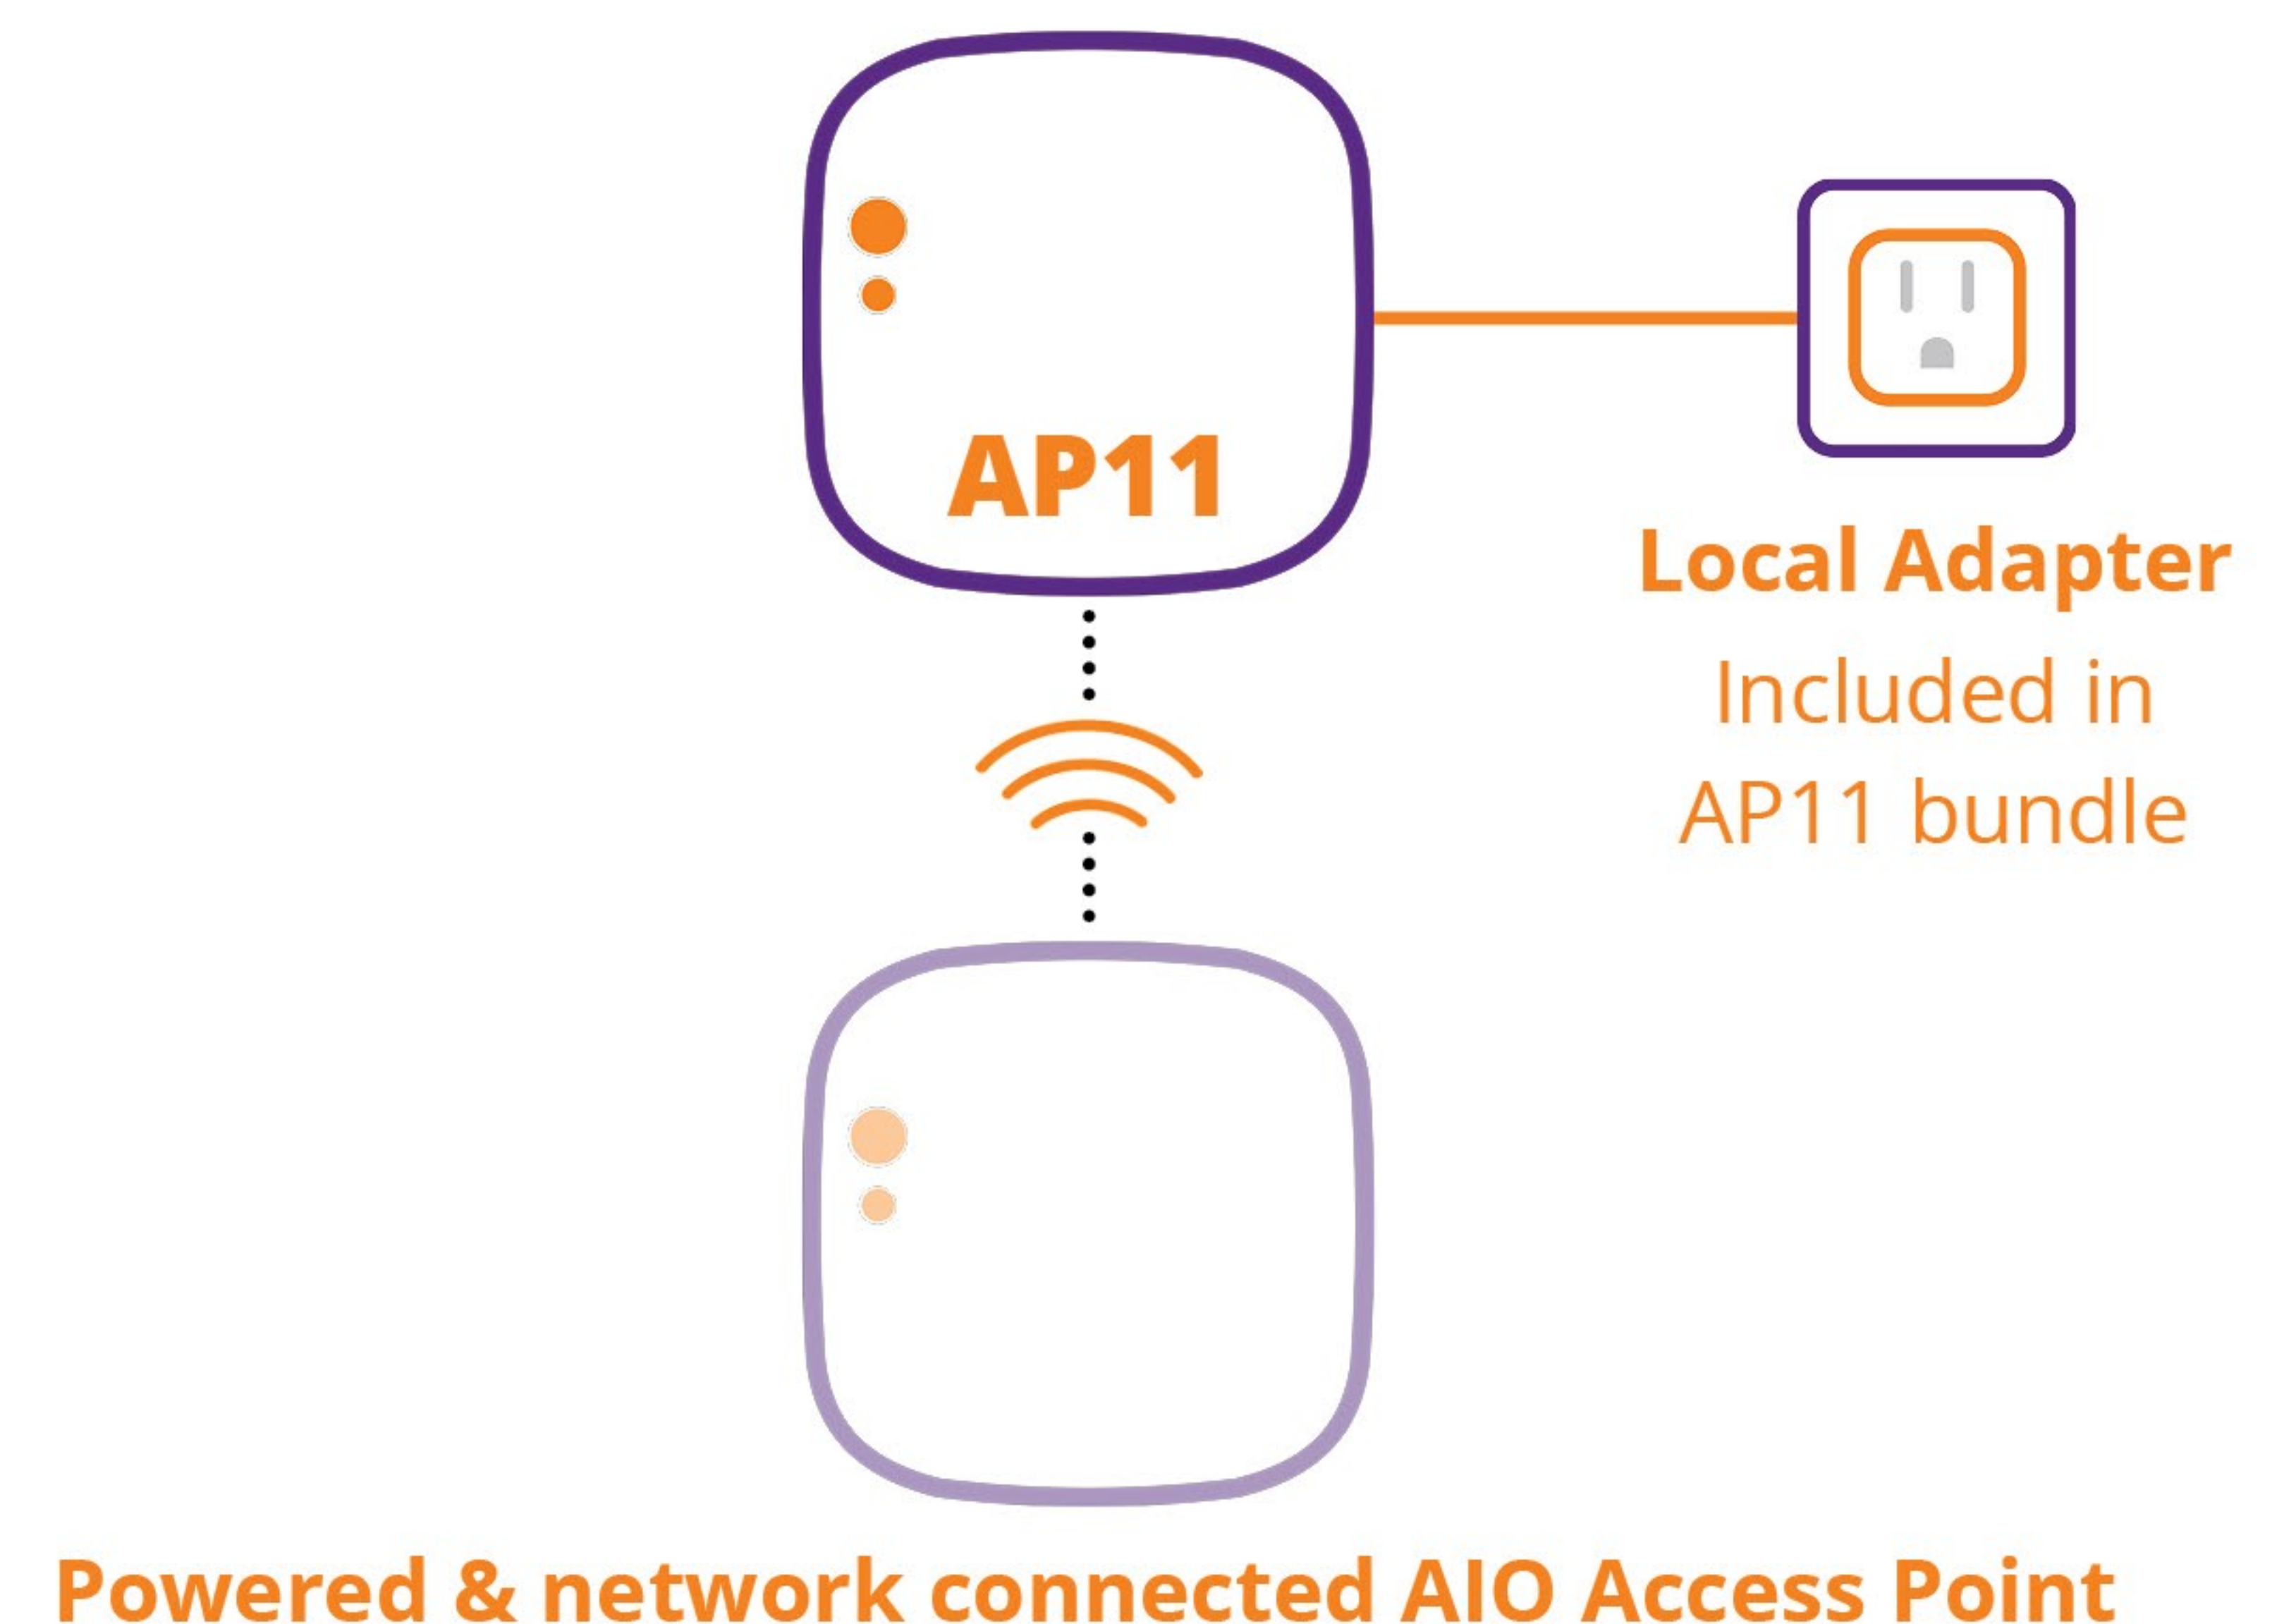 AP11
Local Adapter
Included in
AP11 bundle
Powered & network connected AIO Access Point